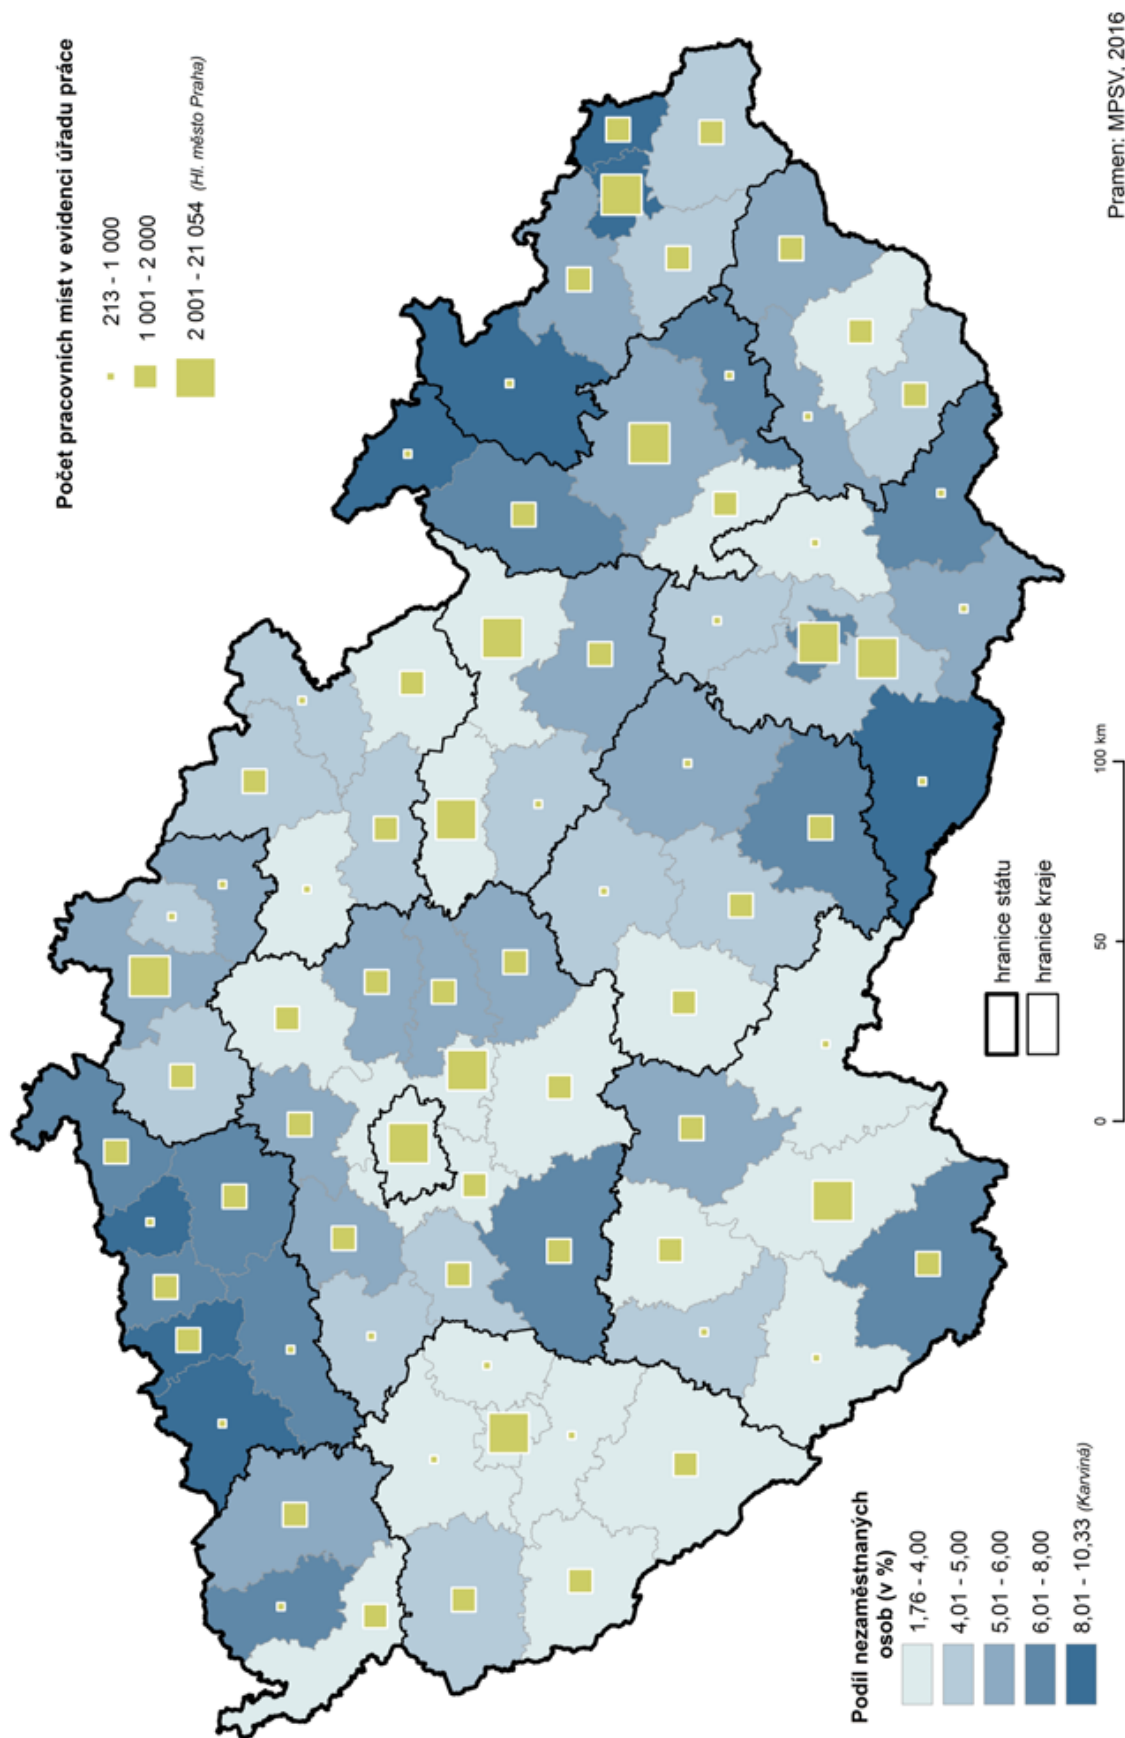 Počet pracovních míst v evidenci úřadu práce
213 - 1 000
1 001 - 2 000
2 001 - 21 054 (Hl. město Praha)
Podíl nezaměstnaných
osob (v %)
1,76 - 4,00
4,01 - 5,00
5,01 - 6,00
6,01 - 8,00
8,01 - 10,33 (Karviná)
hranice státu
hranice kraje
0
50
100 km
Pramen: MPSV, 2016